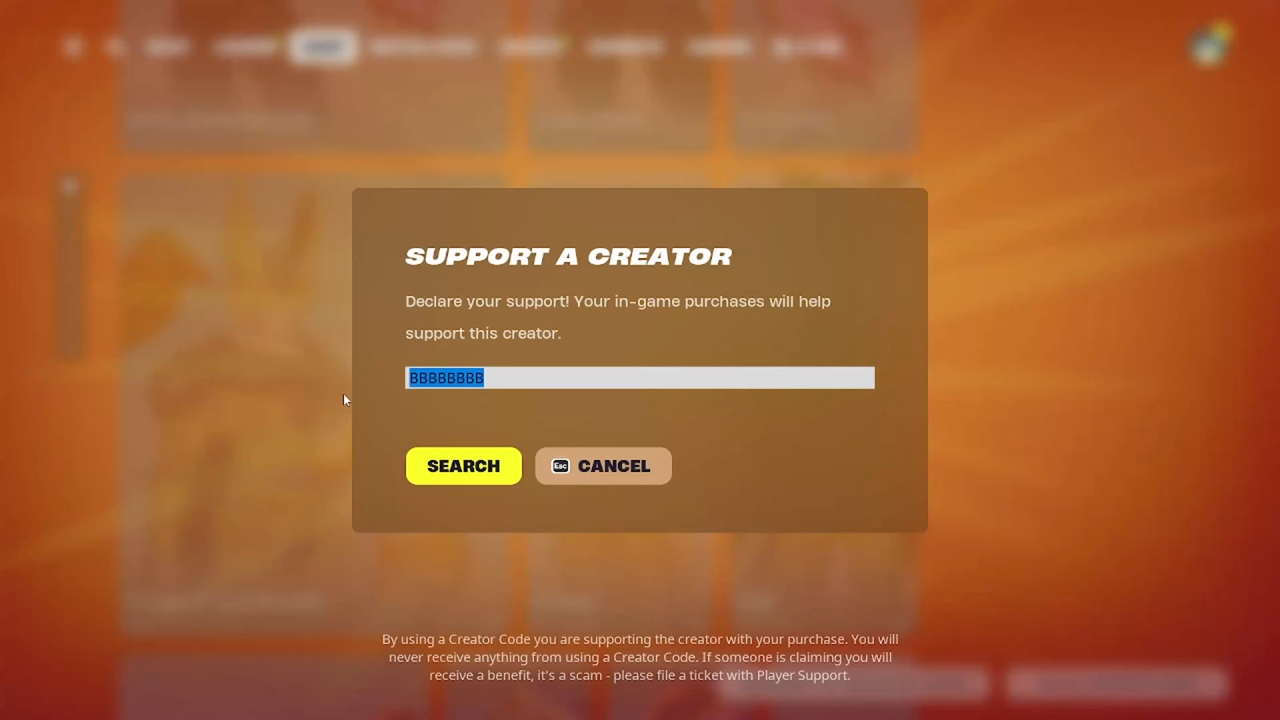 SUPPORT A CREATOR
Declare your support! Your in-game purchases will help
support this creator.
BBBBBBBB
SEARCH
Esc CANCEL
By using a Creator Code you are supporting the creator with your purchase. You will
never receive anything from using a Creator Code. If someone is claiming you will
receive a benefit, it's a scam - please file a ticket with Player Support.